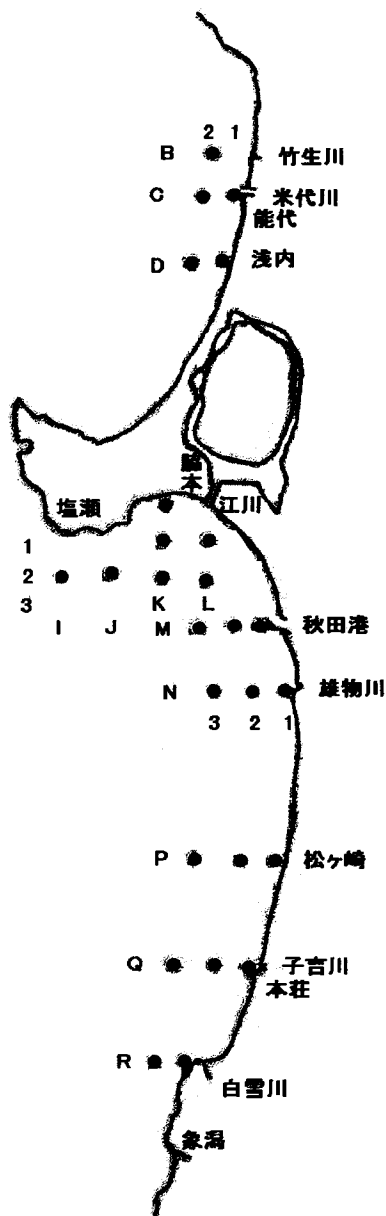 2 1
B 竹生川
C 米代川
能代
D 浅内
脇本
塩瀬 江川
1
2
3
I J K L
M 秋田港
N 雄物川
3 2 1
P 松ヶ崎
Q 子吉川
本荘
R 白雪川
象潟